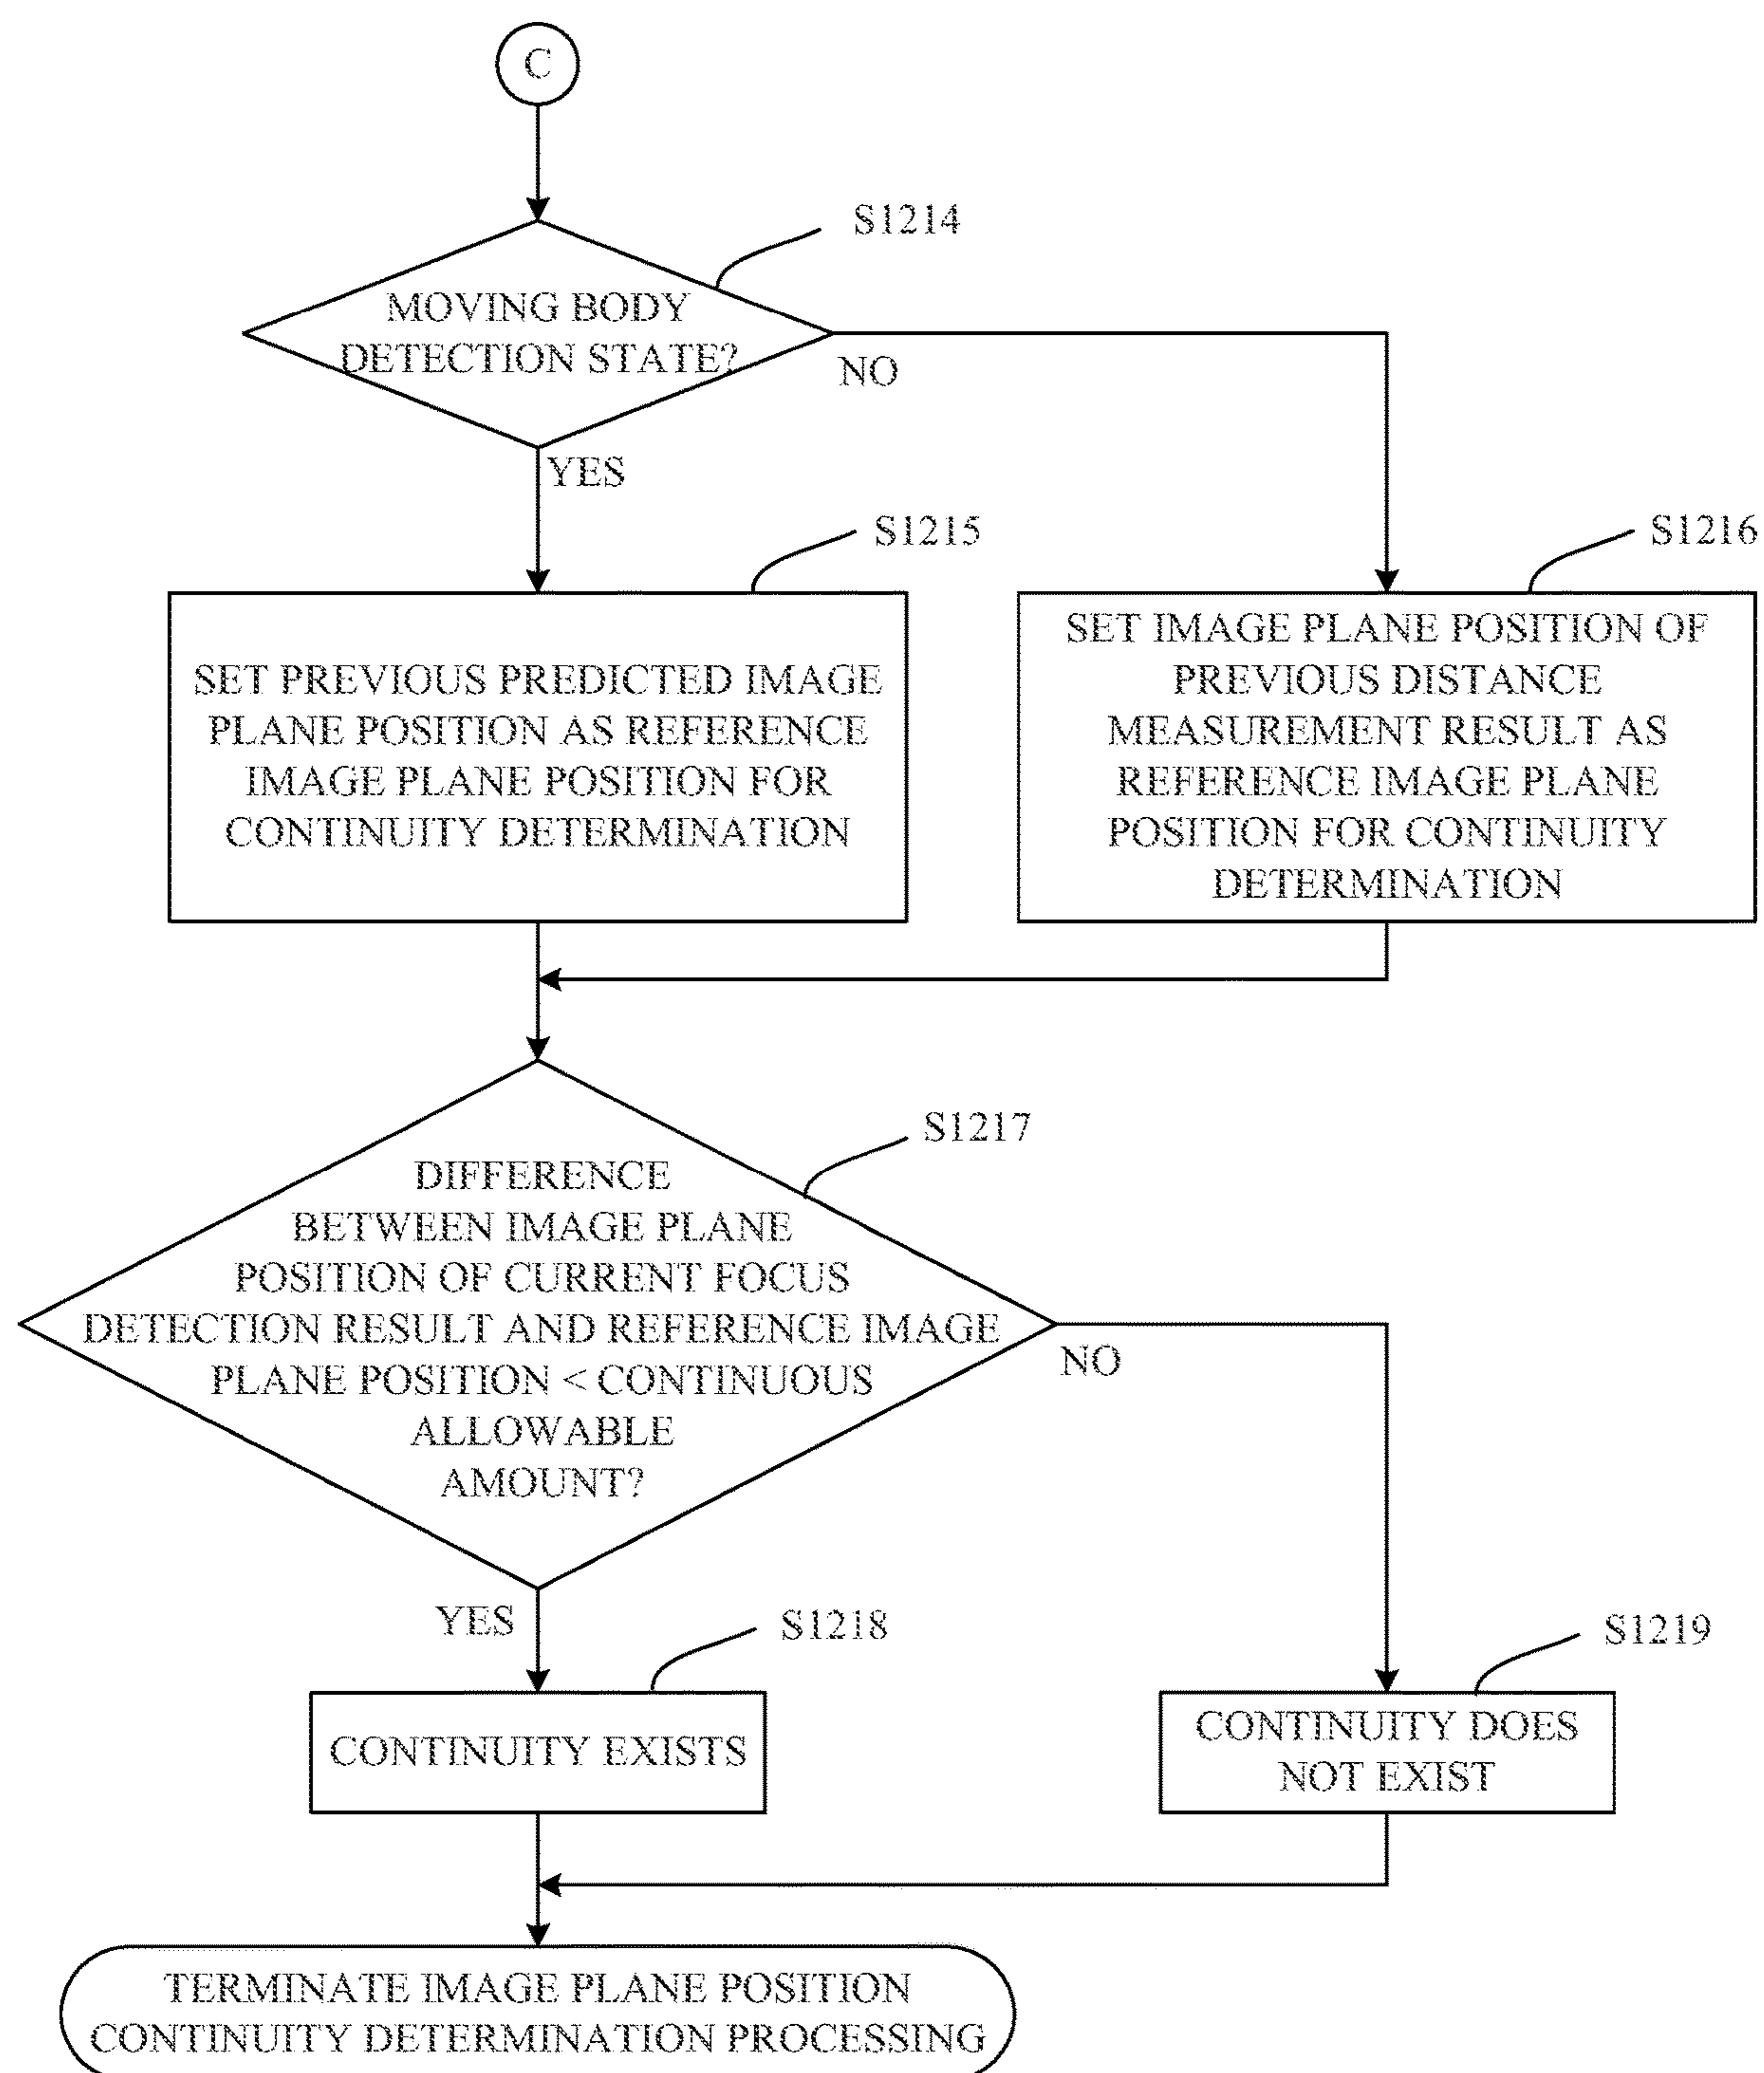 C
S1214
MOVING BODY
DETECTION STATE?
NO
YES
S1215
S1216
SET PREVIOUS PREDICTED IMAGE
PLANE POSITION AS REFERENCE
IMAGE PLANE POSITION FOR
CONTINUITY DETERMINATION
SET IMAGE PLANE POSITION OF
PREVIOUS DISTANCE
MEASUREMENT RESULT AS
REFERENCE IMAGE PLANE
POSITION FOR CONTINUITY
DETERMINATION
S1217
DIFFERENCE
BETWEEN IMAGE PLANE
POSITION OF CURRENT FOCUS
DETECTION RESULT AND REFERENCE IMAGE
PLANE POSITION < CONTINUOUS
ALLOWABLE
AMOUNT?
NO
YES
S1218
S1219
CONTINUITY EXISTS
CONTINUITY DOES
NOT EXIST
TERMINATE IMAGE PLANE POSITION
CONTINUITY DETERMINATION PROCESSING